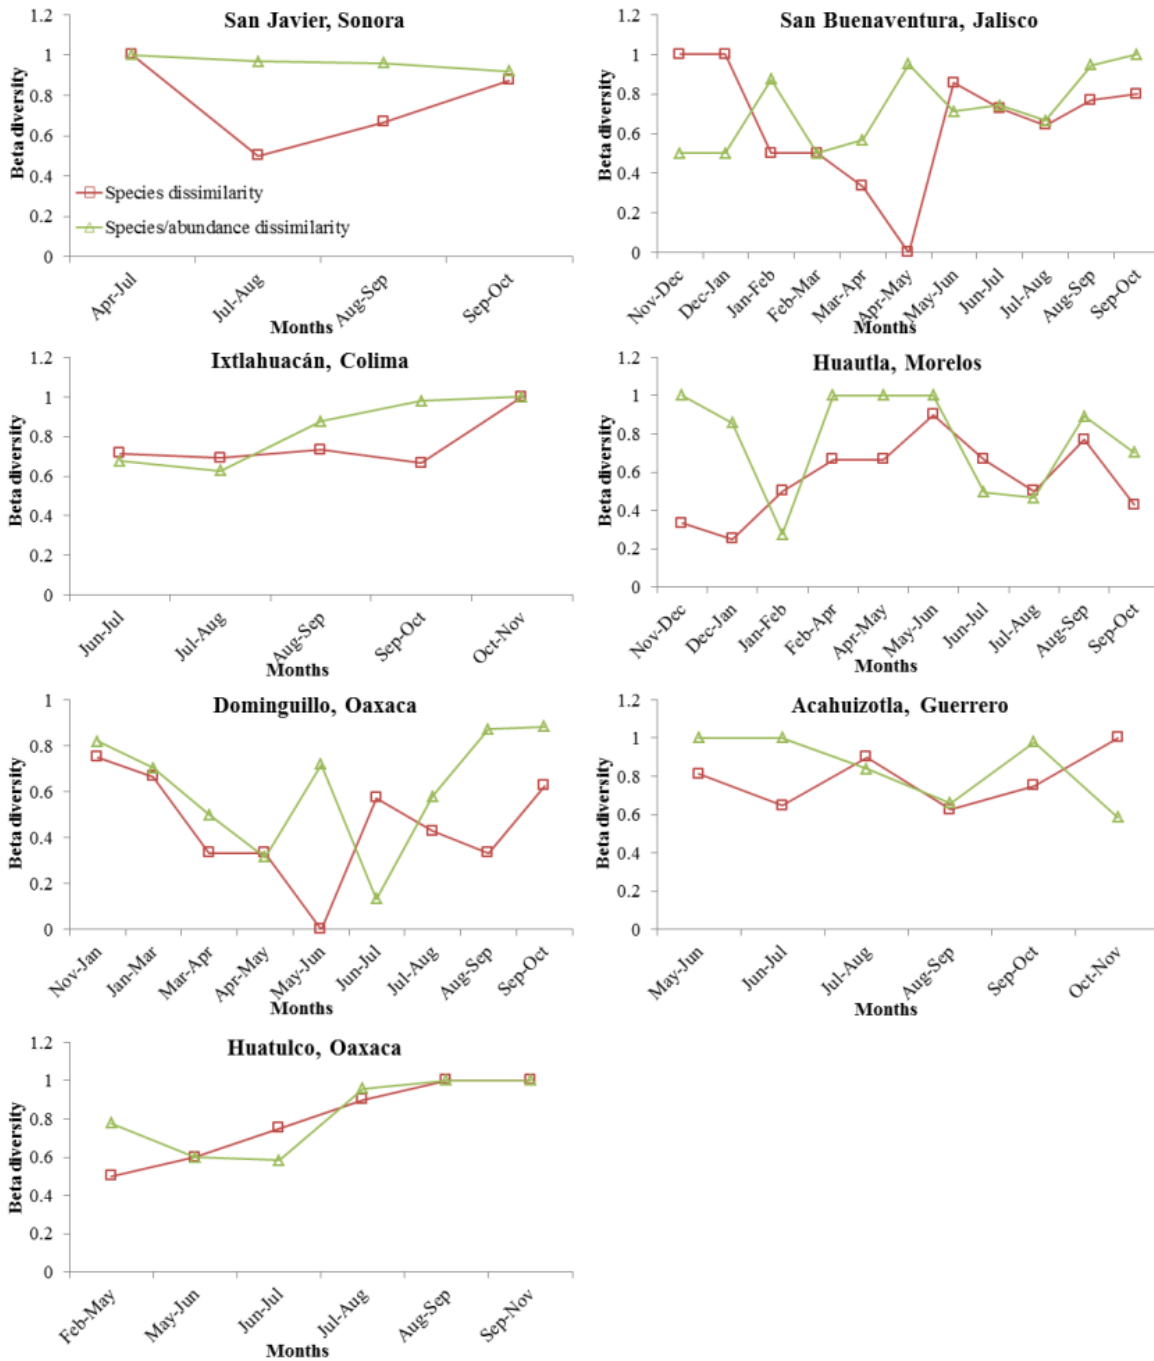 San Javier, Sonora
1.2
1
0.8
0.6
0.4
0.2
0
Beta diversity
Species dissimilarity
Species/abundance dissimilarity
Apr-Jul
Jul-Aug
Aug-Sep
Sep-Oct
Months
San Buenaventura, Jalisco
1.2
1
0.8
0.6
0.4
0.2
0
Beta diversity
Nov-Dec
Dec-Jan
Jan-Feb
Feb-Mar
Mar-Apr
Apr-May
May-Jun
Jun-Jul
Jul-Aug
Aug-Sep
Sep-Oct
Months
Ixtlahuacán, Colima
1.2
1
0.8
0.6
0.4
0.2
0
Beta diversity
Jun-Jul
Jul-Aug
Aug-Sep
Sep-Oct
Oct-Nov
Months
Huautla, Morelos
1.2
1
0.8
0.6
0.4
0.2
0
Beta diversity
Nov-Dec
Dec-Jan
Jan-Feb
Feb-Apr
Apr-May
May-Jun
Jun-Jul
Jul-Aug
Aug-Sep
Sep-Oct
Months
Dominguillo, Oaxaca
1
0.8
0.6
0.4
0.2
0
Beta diversity
Nov-Jan
Jan-Mar
Mar-Apr
Apr-May
May-Jun
Jun-Jul
Jul-Aug
Aug-Sep
Sep-Oct
Months
Acahuizotla, Guerrero
1.2
1
0.8
0.6
0.4
0.2
0
Beta diversity
May-Jun
Jun-Jul
Jul-Aug
Aug-Sep
Sep-Oct
Oct-Nov
Months
Huatulco, Oaxaca
1.2
1
0.8
0.6
0.4
0.2
0
Beta diversity
Feb-May
May-Jun
Jun-Jul
Jul-Aug
Aug-Sep
Sep-Nov
Months